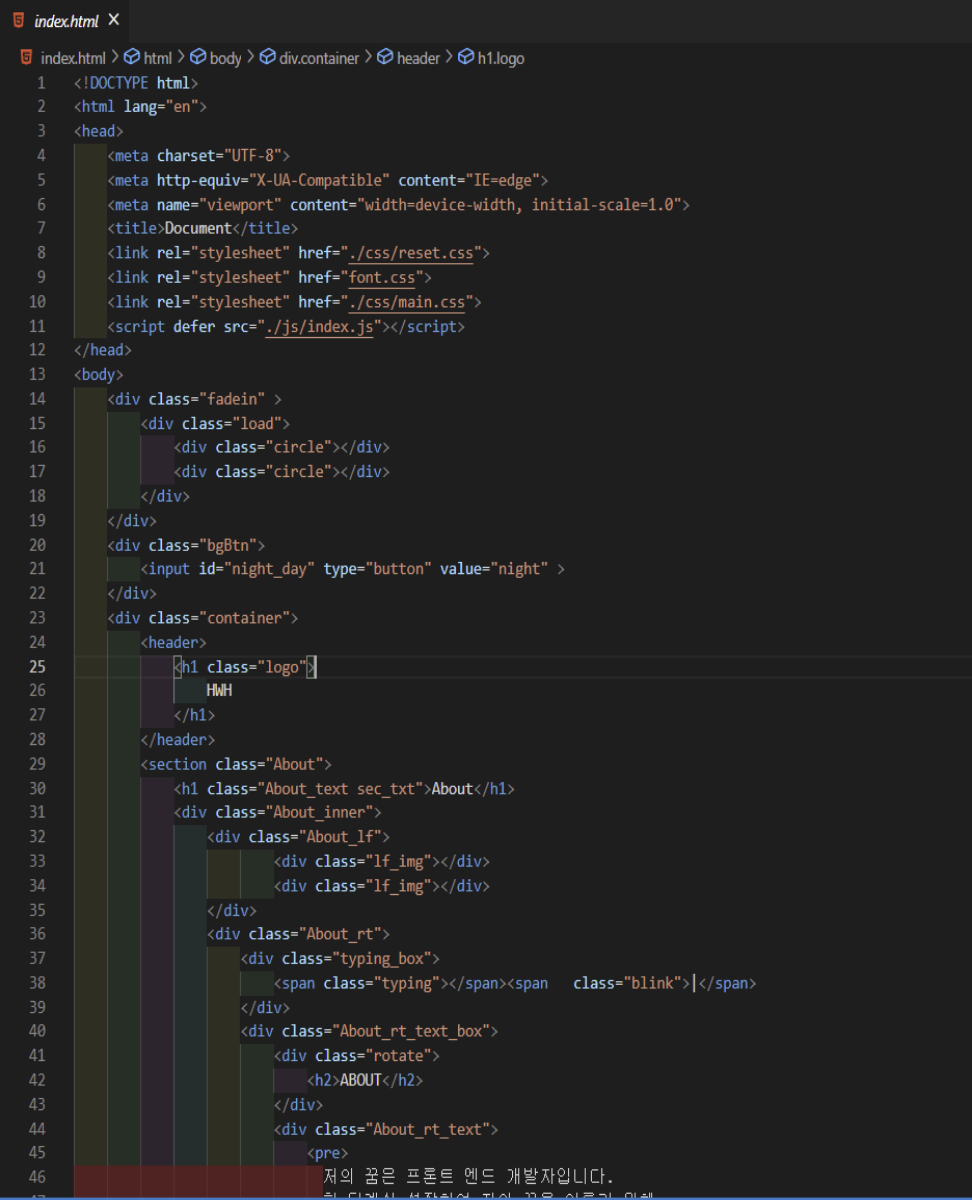 index.html
index.html > html > body > div.container > header > h1.logo
1 <!DOCTYPE html>
2 <html lang="en">
3 <head>
4 <meta charset="UTF-8">
5 <meta http-equiv="X-UA-Compatible" content="IE=edge">
6 <meta name="viewport" content="width=device-width, initial-scale=1.0">
7 <title>Document</title>
8 <link rel="stylesheet" href="./css/reset.css">
9 <link rel="stylesheet" href="font.css">
10 <link rel="stylesheet" href="./css/main.css">
11 <script defer src="./js/index.js"></script>
12 </head>
13 <body>
14 <div class="fadein" >
15 <div class="load">
16 <div class="circle"></div>
17 <div class="circle"></div>
18 </div>
19 </div>
20 <div class="bgBtn">
21 <input id="night_day" type="button" value="night" >
22 </div>
23 <div class="container">
24 <header>
25 <h1 class="logo">
26 HWH
27 </h1>
28 </header>
29 <section class="About">
30 <h1 class="About_text sec_txt">About</h1>
31 <div class="About_inner">
32 <div class="About_lf">
33 <div class="lf_img"></div>
34 <div class="lf_img"></div>
35 </div>
36 <div class="About_rt">
37 <div class="typing_box">
38 <span class="typing"></span><span   class="blink">|</span>
39 </div>
40 <div class="About_rt_text_box">
41 <div class="rotate">
42 <h2>ABOUT</h2>
43 </div>
44 <div class="About_rt_text">
45 <pre>
46 저의 꿈은 프론트 엔드 개발자입니다.